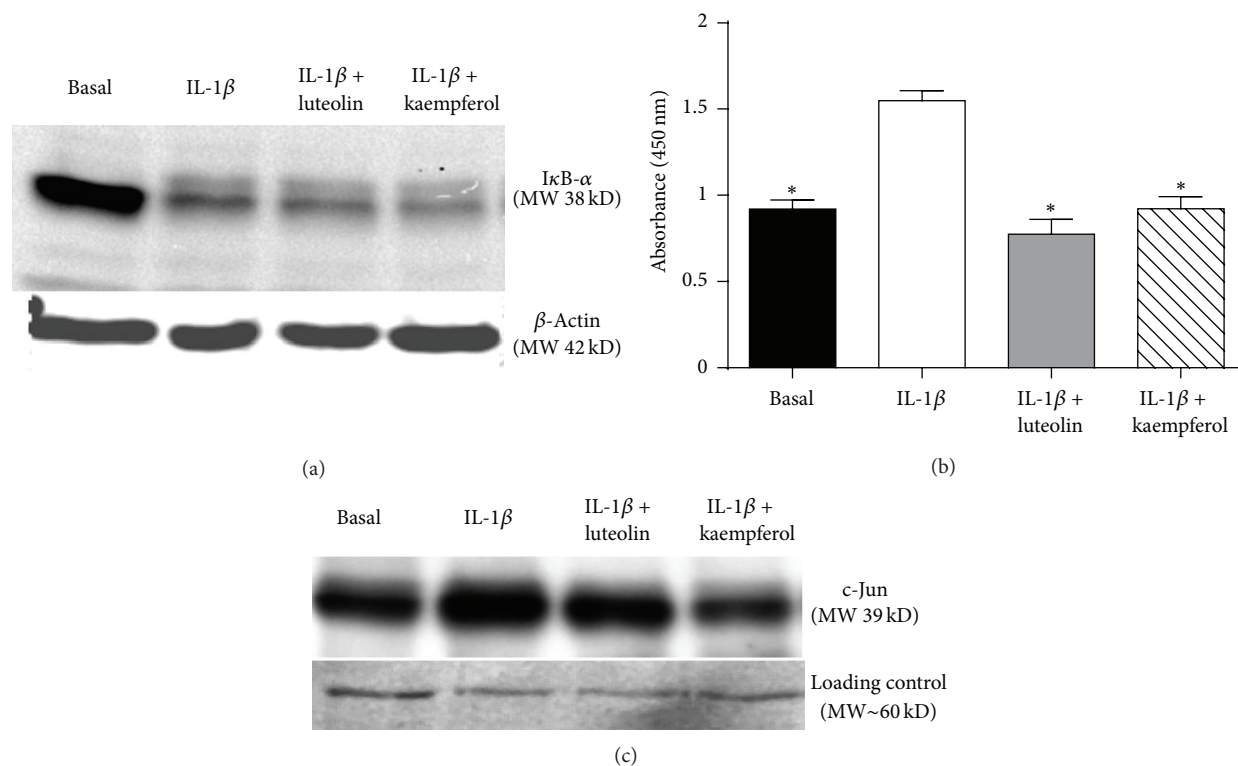 Basal
IL-1β
IL-1β +
luteolin
IL-1β +
kaempferol
IκB-α
(MW 38 kD)
β-Actin
(MW 42 kD)
(a)
Absorbance (450 nm)
2
1.5
1
0.5
0
*
*
*
Basal
IL-1β
IL-1β +
luteolin
IL-1β +
kaempferol
(b)
Basal
IL-1β
IL-1β +
luteolin
IL-1β +
kaempferol
c-Jun
(MW 39 kD)
Loading control
(MW~60 kD)
(c)